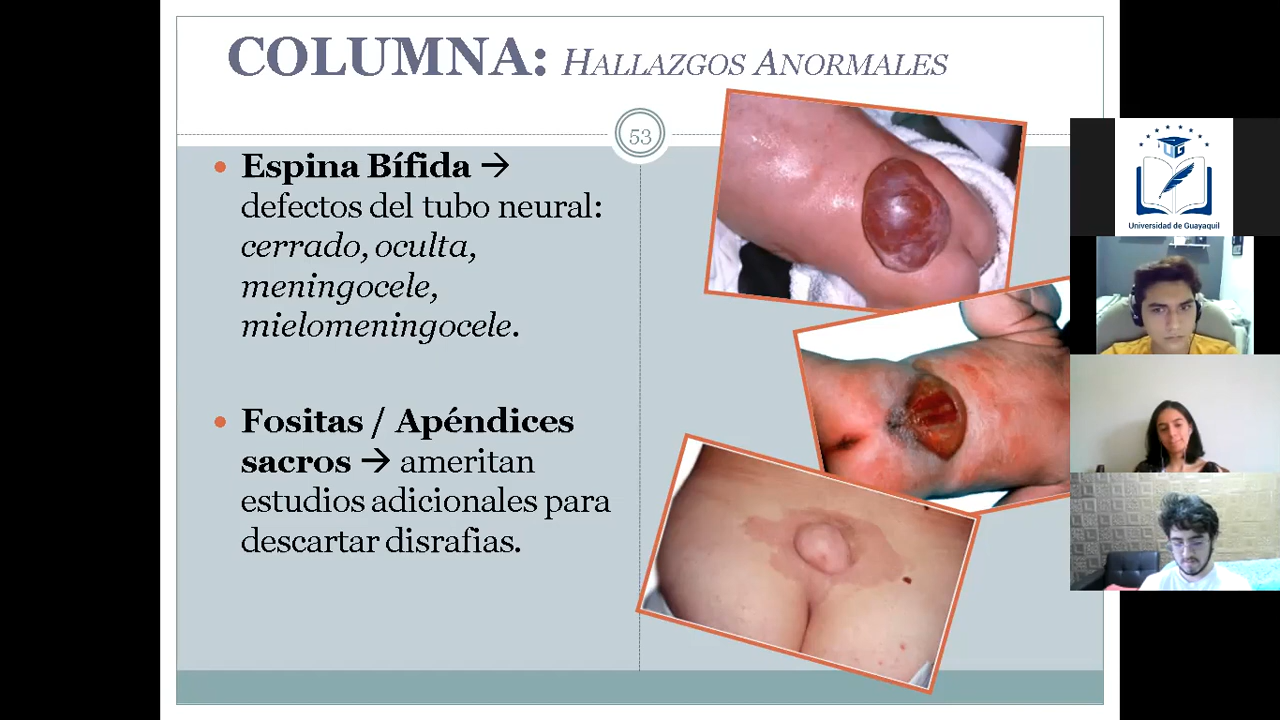 COLUMNA: HALLAZGOS ANORMALES
53
• Espina Bífida →
defectos del tubo neural:
cerrado, oculta,
meningocele,
mielomeningocele.
• Fositas / Apéndices
sacros → ameritan
estudios adicionales para
descartar disrafias.
UG
Universidad de Guayaquil